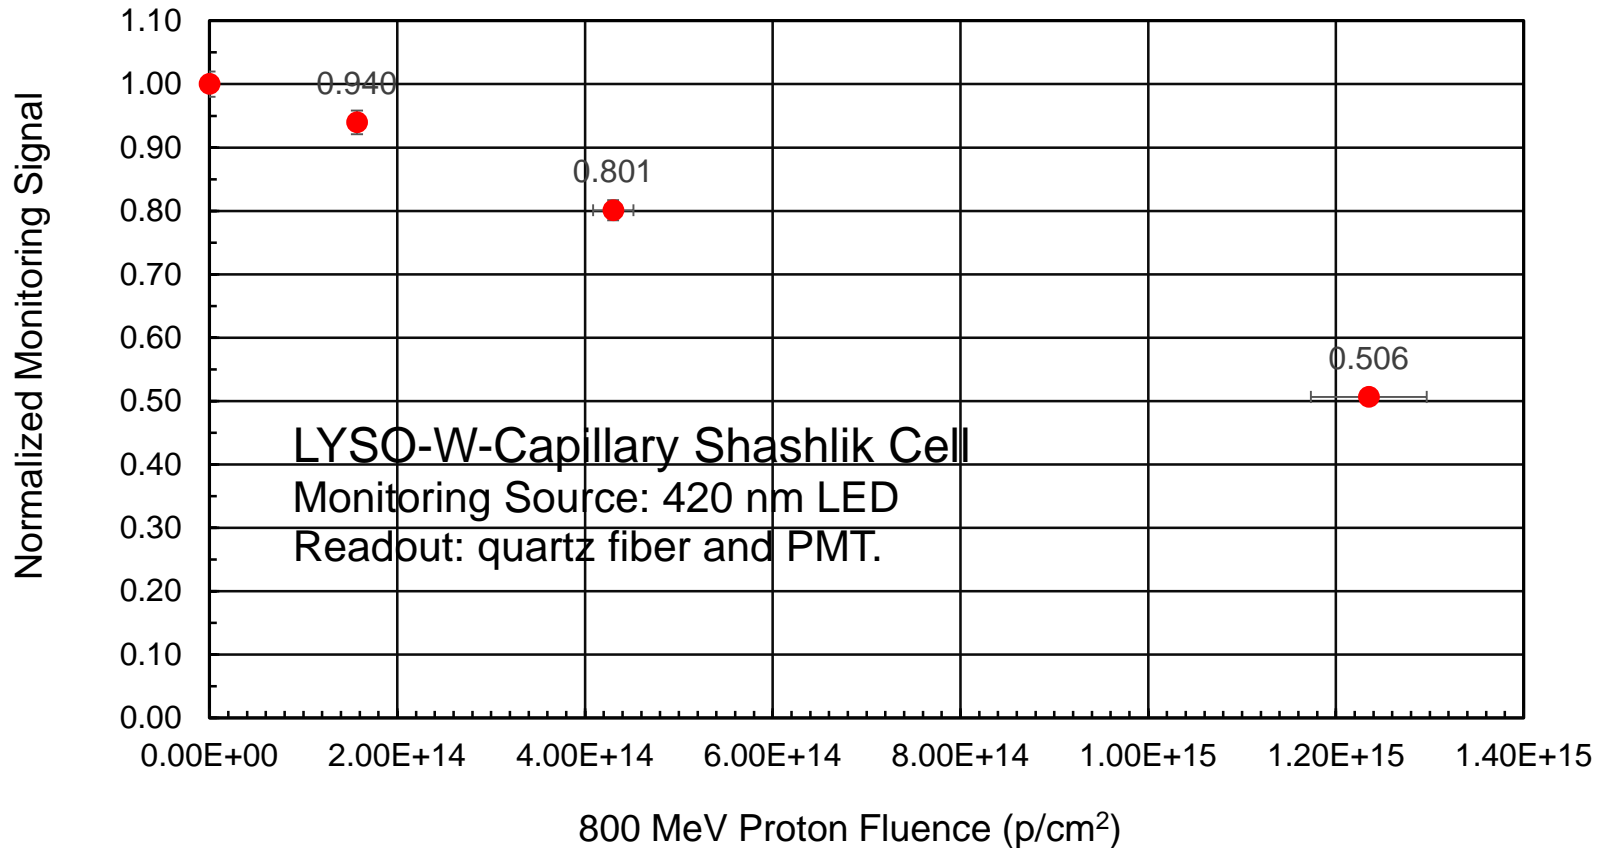 1.10
1.00
0.90
0.80
0.70
0.60
0.50
0.40
0.30
0.20
0.10
0.00
Normalized Monitoring Signal
0.940
0.801
0.506
LYSO-W-Capillary Shashlik Cell
Monitoring Source: 420 nm LED
Readout: quartz fiber and PMT.
0.00E+00 2.00E+14 4.00E+14 6.00E+14 8.00E+14 1.00E+15 1.20E+15 1.40E+15
800 MeV Proton Fluence (p/cm²)